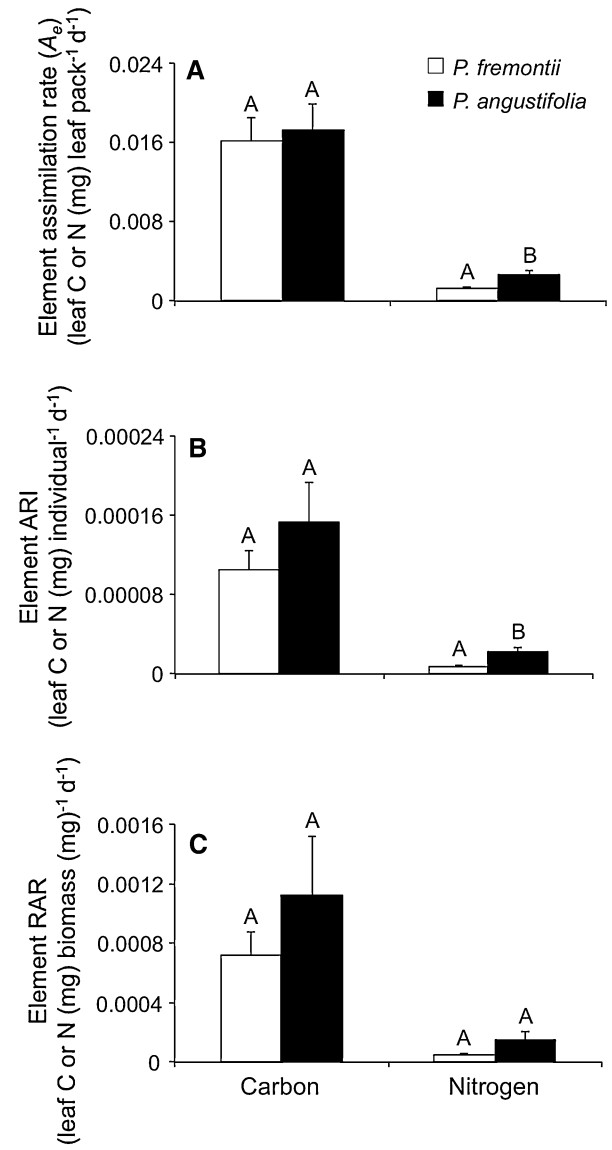 Element assimilation rate (Ae)
(leaf C or N (mg) leaf pack-1 d-1)
A
P. fremontii
P. angustifolia
0.024
0.016
0.008
0
A
A
A
B
Element ARI
(leaf C or N (mg) individual-1 d-1)
B
0.00024
0.00016
0.00008
0
A
A
A
B
Element RAR
(leaf C or N (mg) biomass (mg)-1 d-1)
C
0.0016
0.0012
0.0008
0.0004
0
A
A
A
A
Carbon
Nitrogen